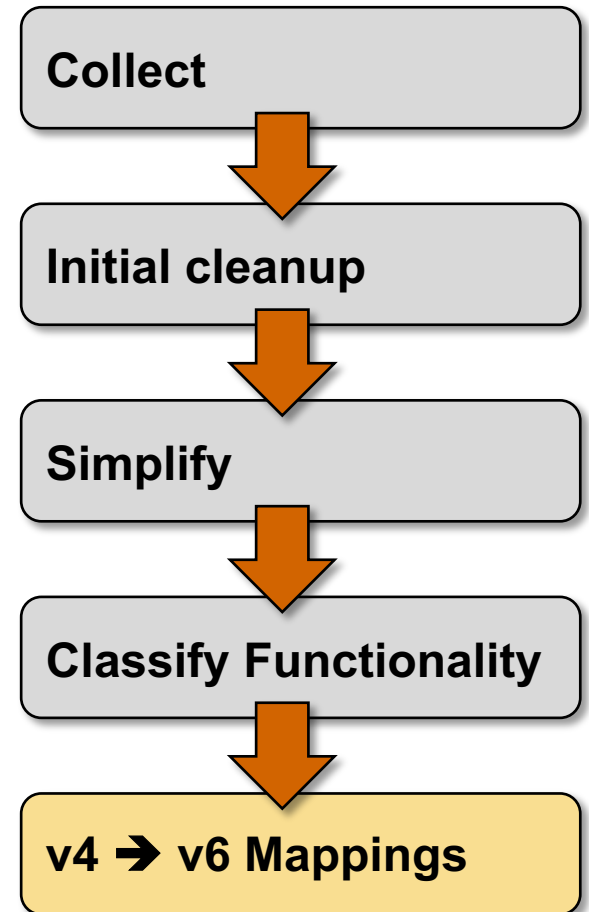 Collect
Initial cleanup
Simplify
Classify Functionality
v4 ➔ v6 Mappings